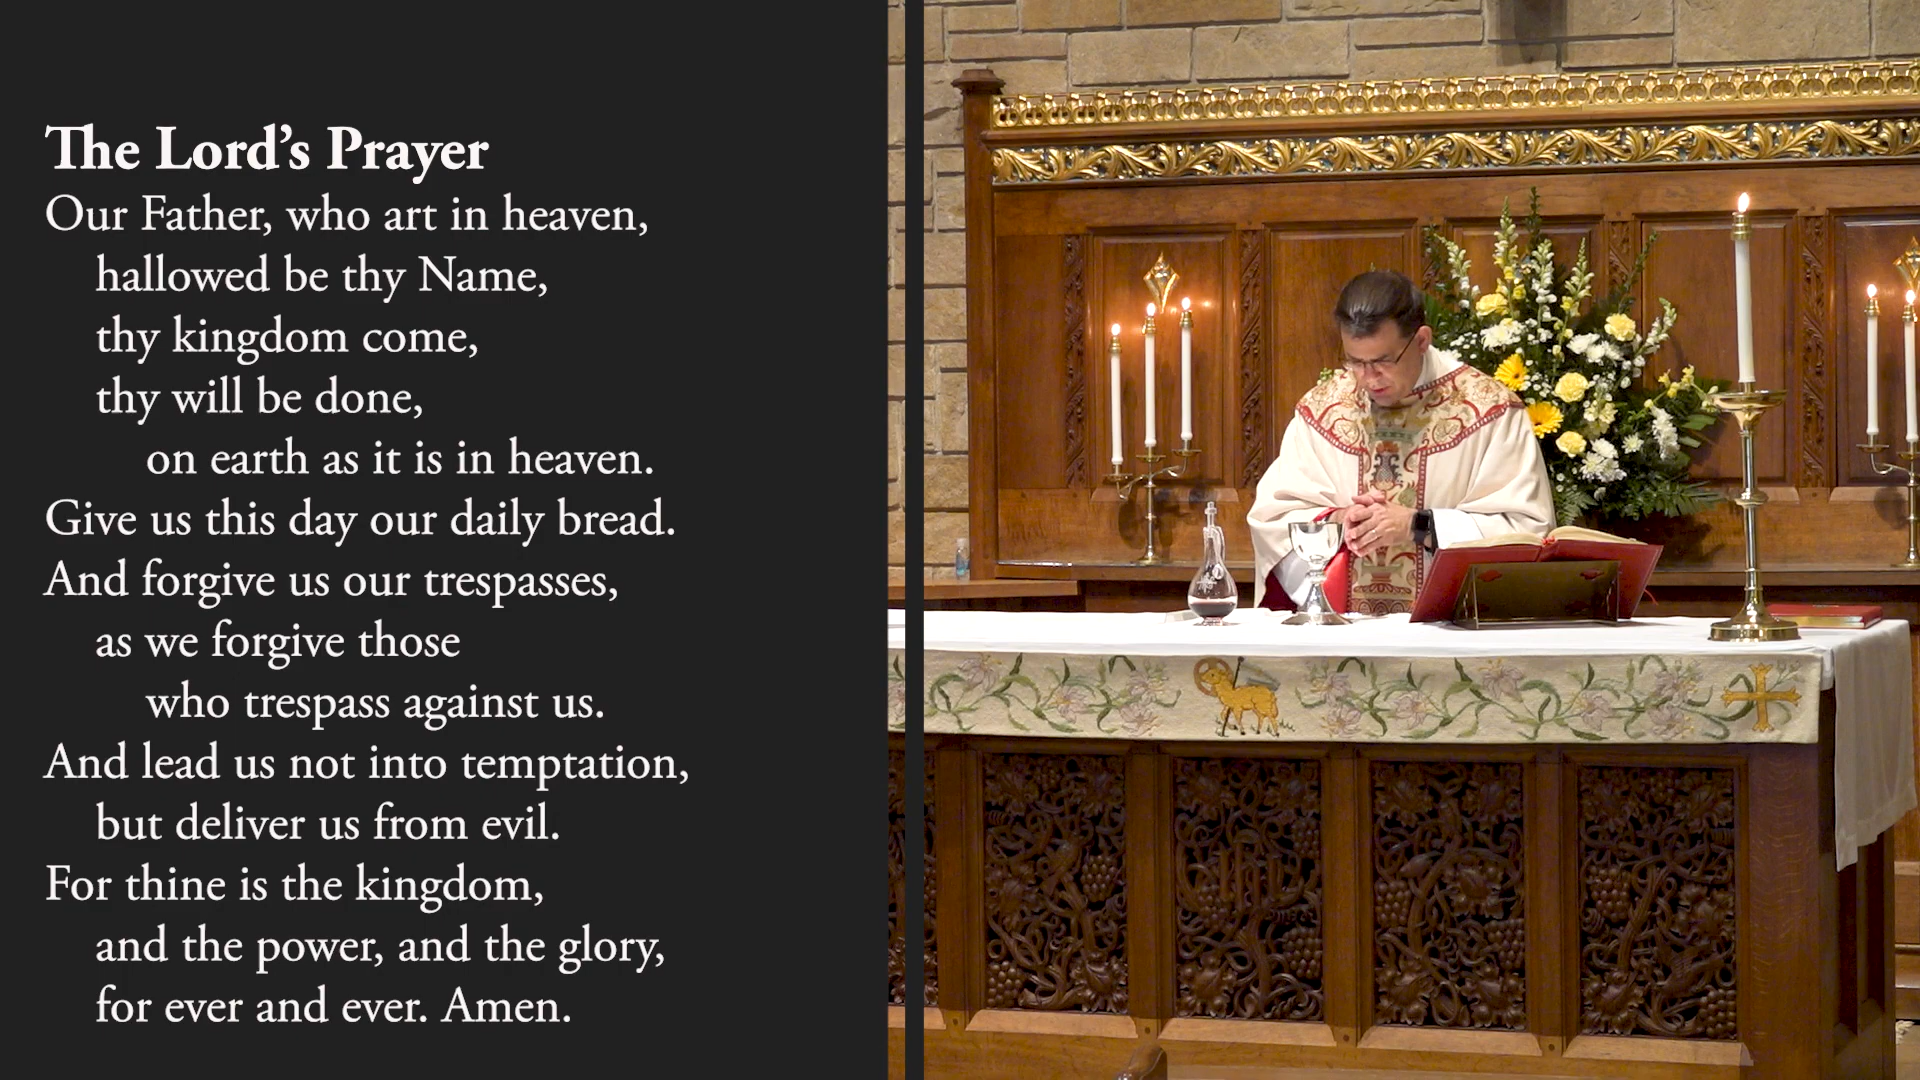 The Lord’s Prayer
Our Father, who art in heaven,
hallowed be thy Name,
thy kingdom come,
thy will be done,
on earth as it is in heaven.
Give us this day our daily bread.
And forgive us our trespasses,
as we forgive those
who trespass against us.
And lead us not into temptation,
but deliver us from evil.
For thine is the kingdom,
and the power, and the glory,
for ever and ever. Amen.